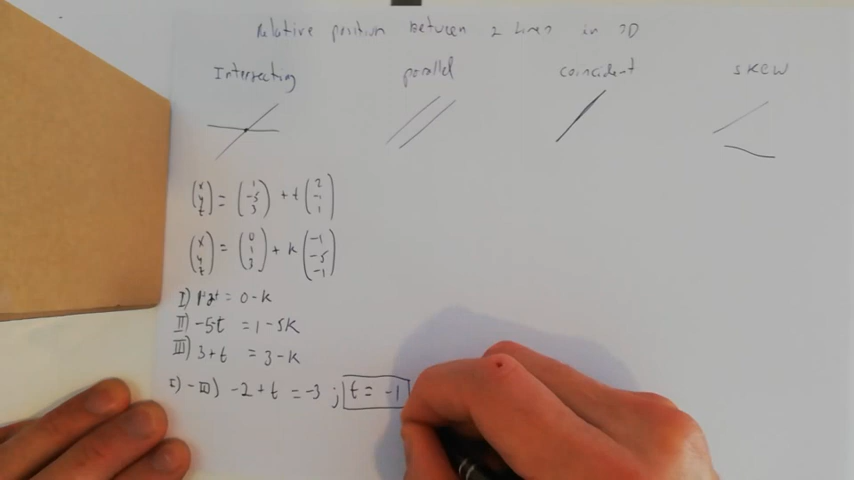 Relative position between 2 lines in 3D
Intersecting parallel coincident skew
(x y z) = (1 -5 3) + t (2 -1 1)
(x y z) = (0 1 3) + k (-1 -5 -1)
I) 1+2t = 0-k
II) -5t = 1-5k
III) 3+t = 3-k
I)-III) -2+t = -3 ; t = -1